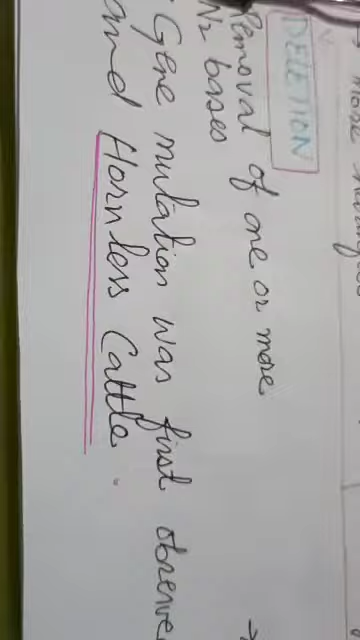 DELETION
Removal of one or more
N2 bases
Gene mutation was first observe
and Hornless Cattle.